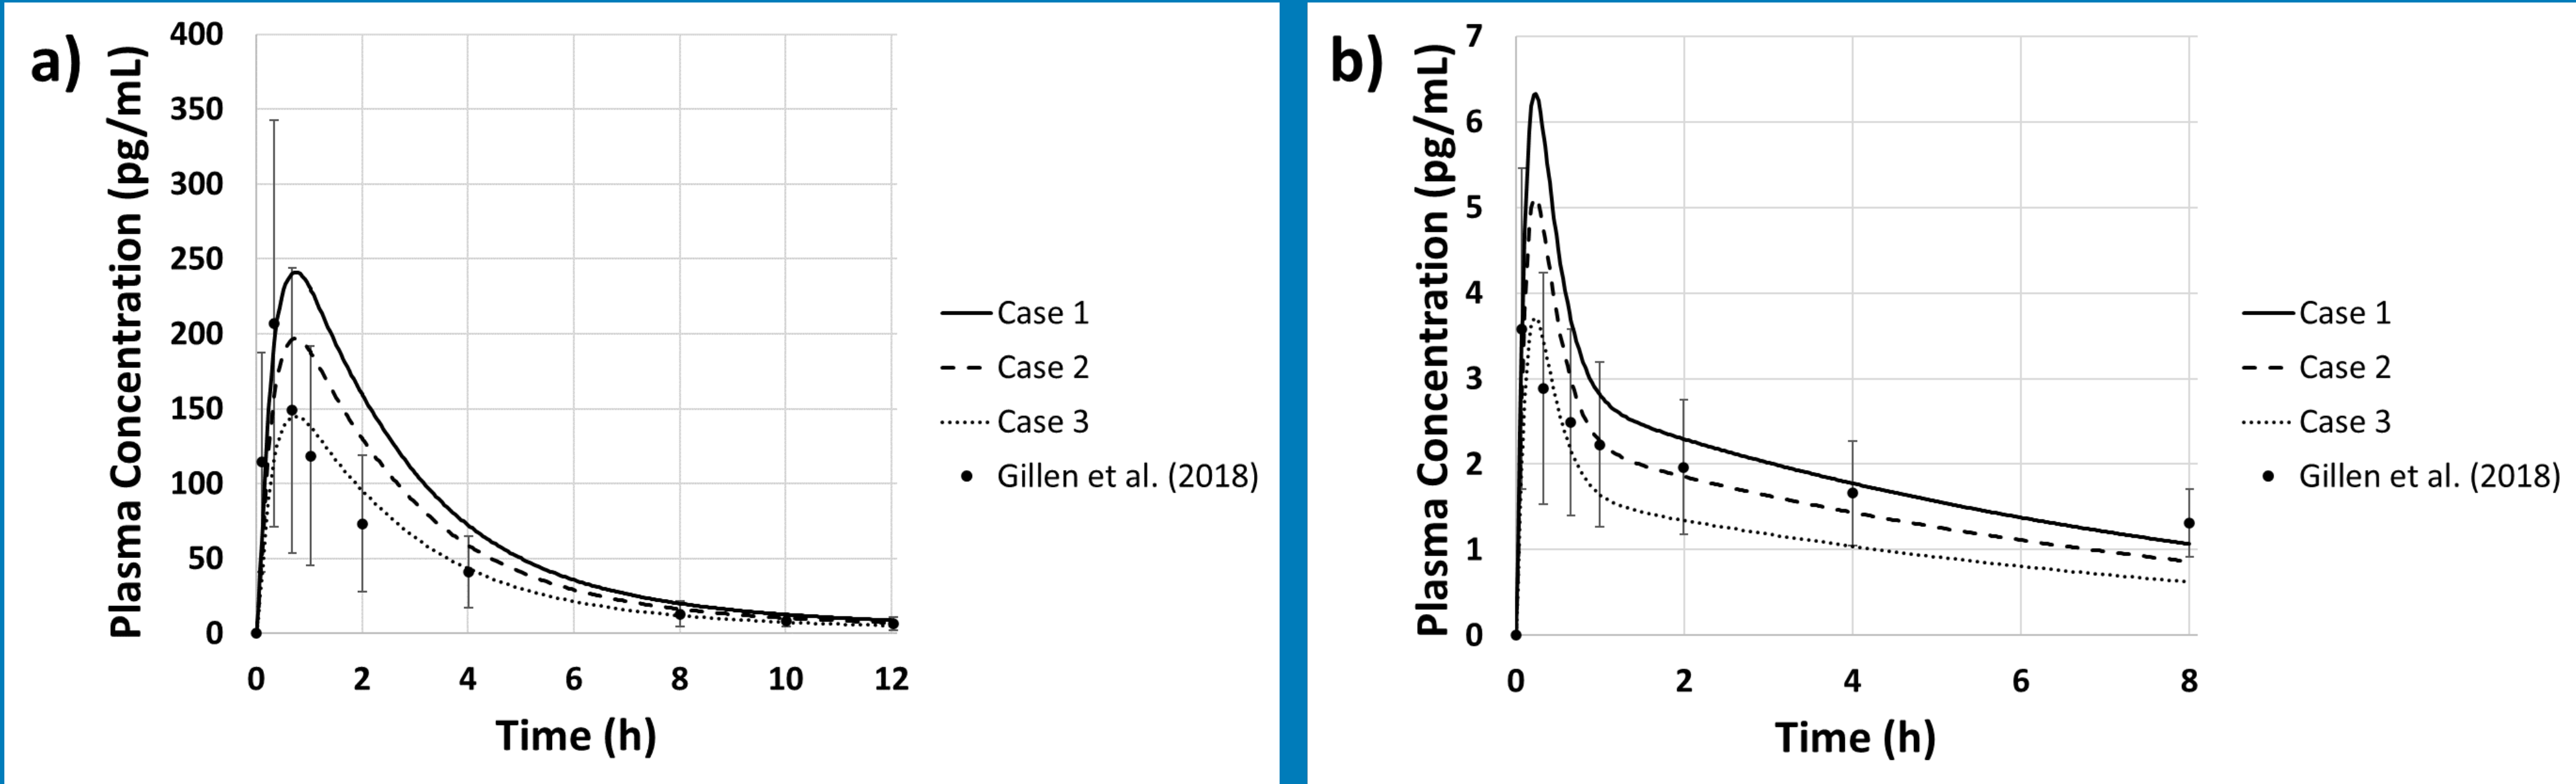 a)
Plasma Concentration (pg/mL)
400
350
300
250
200
150
100
50
0
0 2 4 6 8 10 12
Time (h)
Case 1
Case 2
Case 3
Gillen et al. (2018)
b)
Plasma Concentration (pg/mL)
7
6
5
4
3
2
1
0
0 2 4 6 8
Time (h)
Case 1
Case 2
Case 3
Gillen et al. (2018)